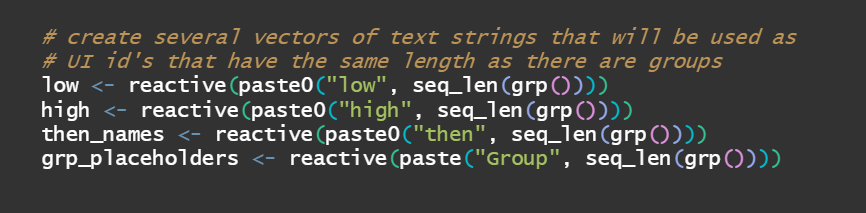 # create several vectors of text strings that will be used as
# UI id's that have the same length as there are groups
low <- reactive(paste0("low", seq_len(grp())))
high <- reactive(paste0("high", seq_len(grp())))
then_names <- reactive(paste0("then", seq_len(grp())))
grp_placeholders <- reactive(paste("Group", seq_len(grp())))